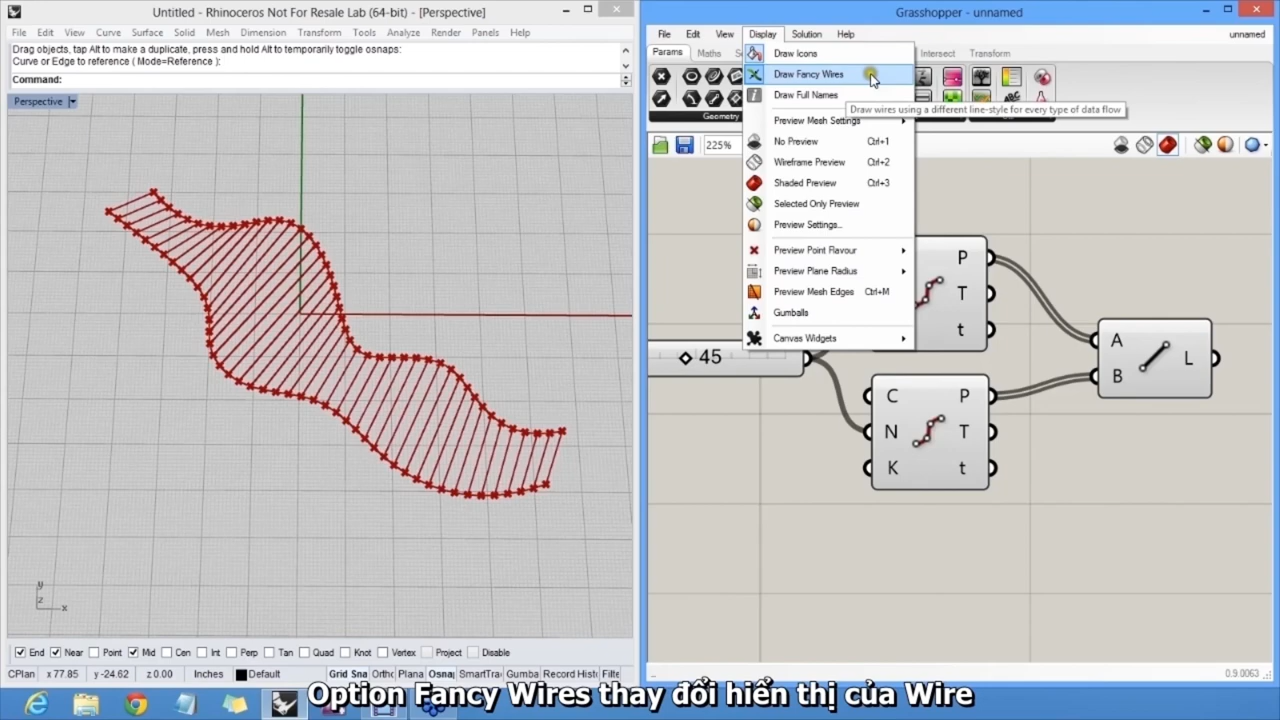 Untitled - Rhinoceros Not For Resale Lab (64-bit) - [Perspective]
File Edit View Curve Surface Solid Mesh Dimension Transform Tools Analyze Render Panels Help
Drag objects, tap Alt to make a duplicate, press and hold Alt to temporarily toggle osnaps:
Curve or Edge to reference ( Mode=Reference ):
Command:
Perspective
y
z
x
End Near Point Mid Cen Int Perp Tan Quad Knot Vertex Project Disable
CPlan x 77.85 y -24.62 z 0.00 Inches Default Grid Sna Ortho Plana Osnap SmartTrac Gumba Record Histo Filte
Grasshopper - unnamed
File Edit View Display Solution Help unnamed
Params Maths Intersect Transform
Geometry
225%
Draw Icons
Draw Fancy Wires
Draw Full Names
Draw wires using a different line-style for every type of data flow
Preview Mesh Settings
No Preview Ctrl+1
Wireframe Preview Ctrl+2
Shaded Preview Ctrl+3
Selected Only Preview
Preview Settings...
Preview Point Flavour
Preview Plane Radius
Preview Mesh Edges Ctrl+M
Gumballs
Canvas Widgets
45
P
T
t
C P
N T
K t
A
B
L
0.9.0063
Option Fancy Wires thay đổi hiển thị của Wire